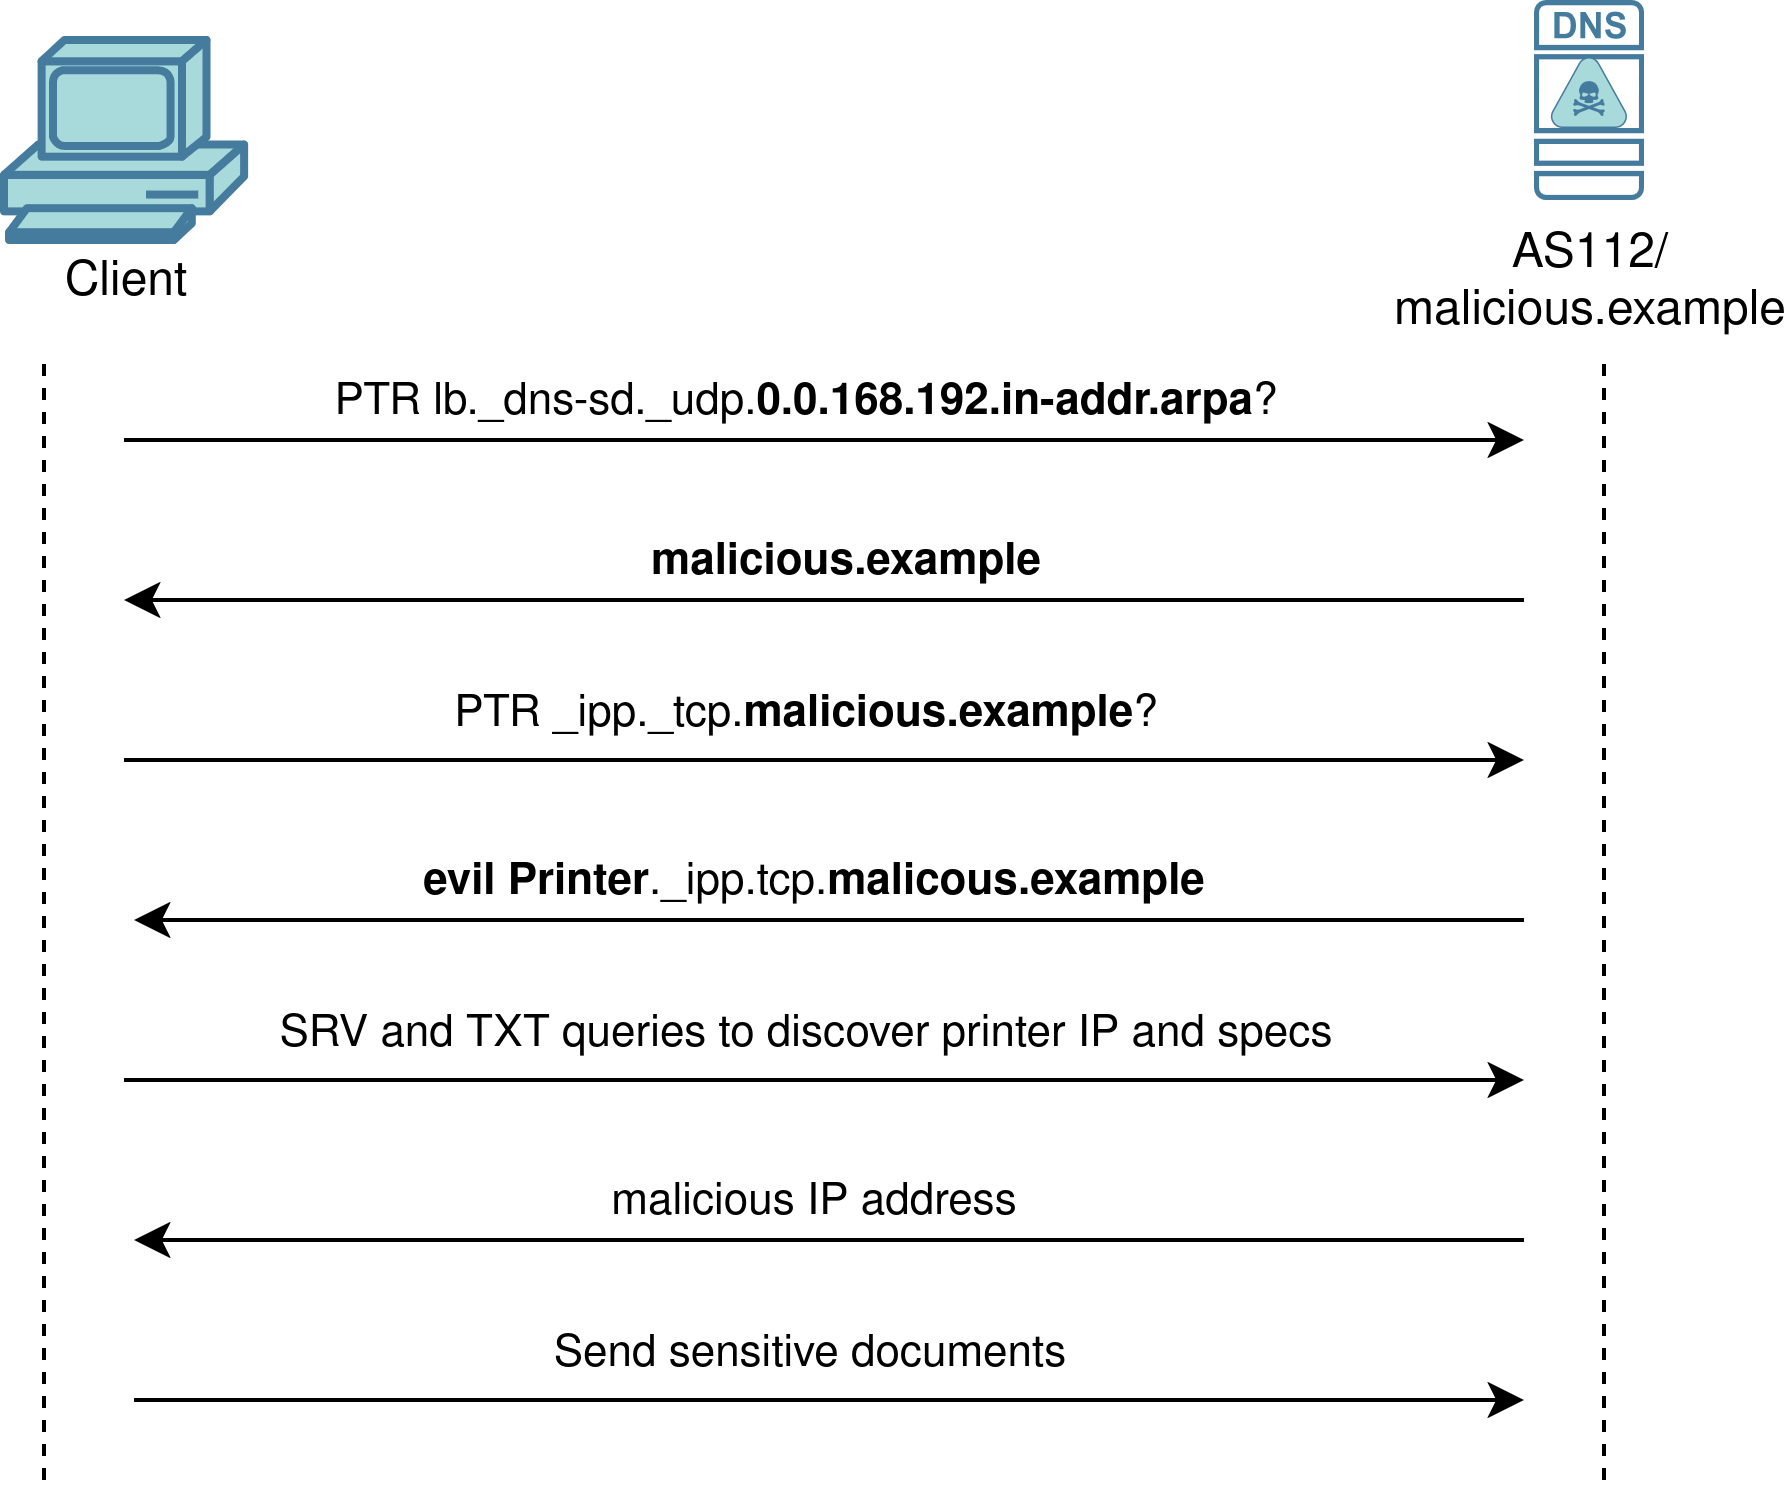 DNS
Client
AS112/
malicious.example
PTR lb._dns-sd._udp.0.0.168.192.in-addr.arpa?
malicious.example
PTR _ipp._tcp.malicious.example?
evil Printer._ipp.tcp.malicous.example
SRV and TXT queries to discover printer IP and specs
malicious IP address
Send sensitive documents